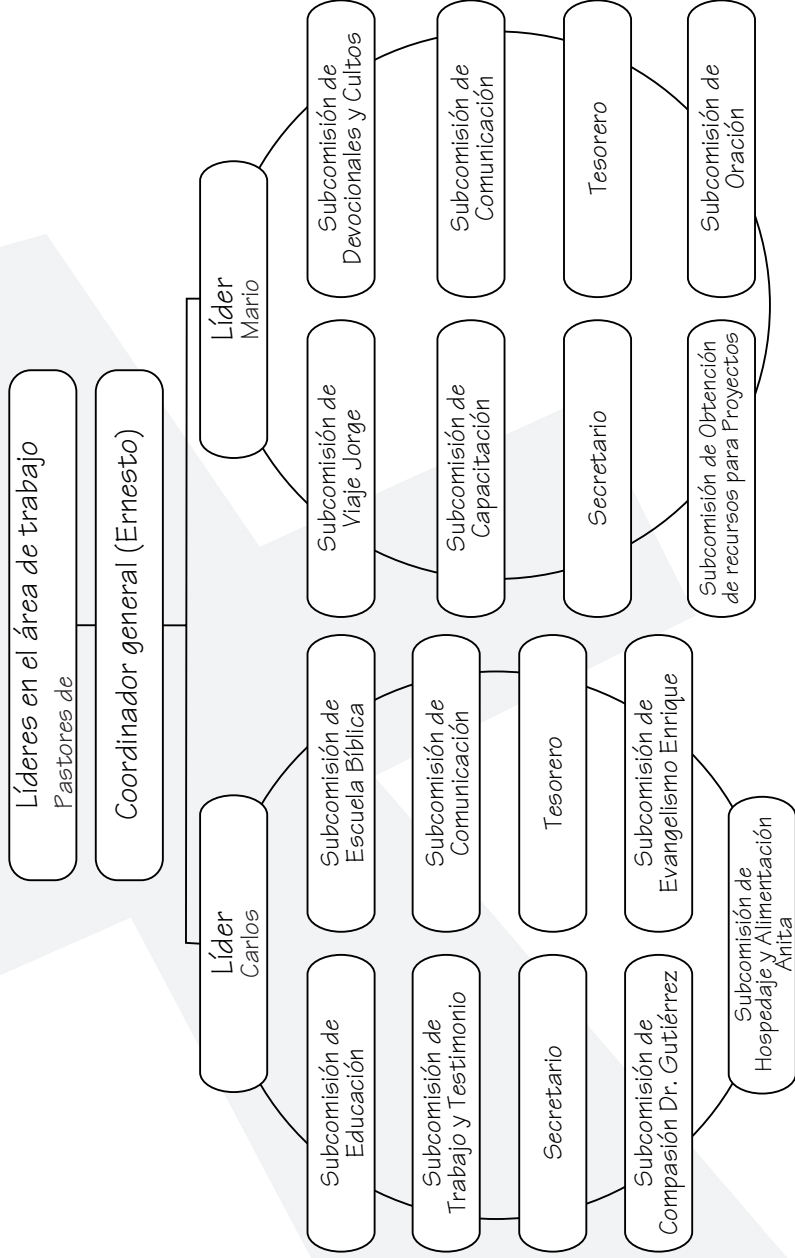 Líderes en el área de trabajo
Pastores de
Coordinador general (Ernesto)
Líder
Carlos
Subcomisión de
Educación
Subcomisión de
Escuela Bíblica
Subcomisión de
Trabajo y Testimonio
Subcomisión de
Comunicación
Secretario
Tesorero
Subcomisión de
Compasión Dr. Gutiérrez
Subcomisión de
Evangelismo Enrique
Subcomisión de
Hospedaje y Alimentación
Anita
Líder
Mario
Subcomisión de
Viaje Jorge
Subcomisión de
Devocionales y Cultos
Subcomisión de
Capacitación
Subcomisión de
Comunicación
Secretario
Tesorero
Subcomisión de Obtención
de recursos para Proyectos
Subcomisión de
Oración